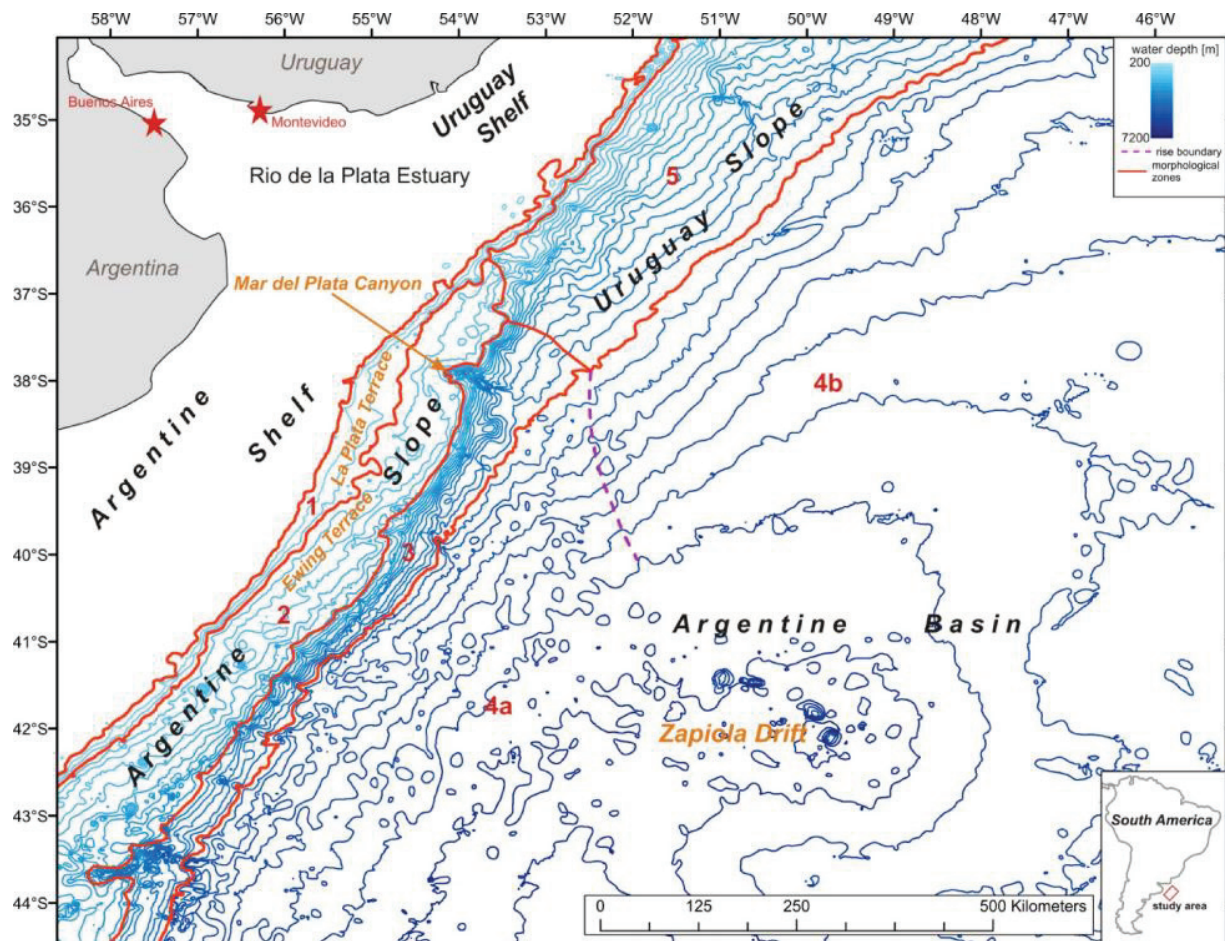 58°W 57°W 56°W 55°W 54°W 53°W 52°W 51°W 50°W 49°W 48°W 47°W 46°W
35°S
36°S
37°S
38°S
39°S
40°S
41°S
42°S
43°S
44°S
Uruguay
Buenos Aires
Montevideo
Uruguay
Shelf
Rio de la Plata Estuary
Argentina
Mar del Plata Canyon
Uruguay Slope
5
Argentine Shelf
La Plata Terrace
Ewing Terrace
Argentine Slope
1
2
3
4a
4b
Argentine Basin
Zapiola Drift
water depth [m]
200
7200
rise boundary
morphological
zones
0 125 250 500 Kilometers
South America
study area